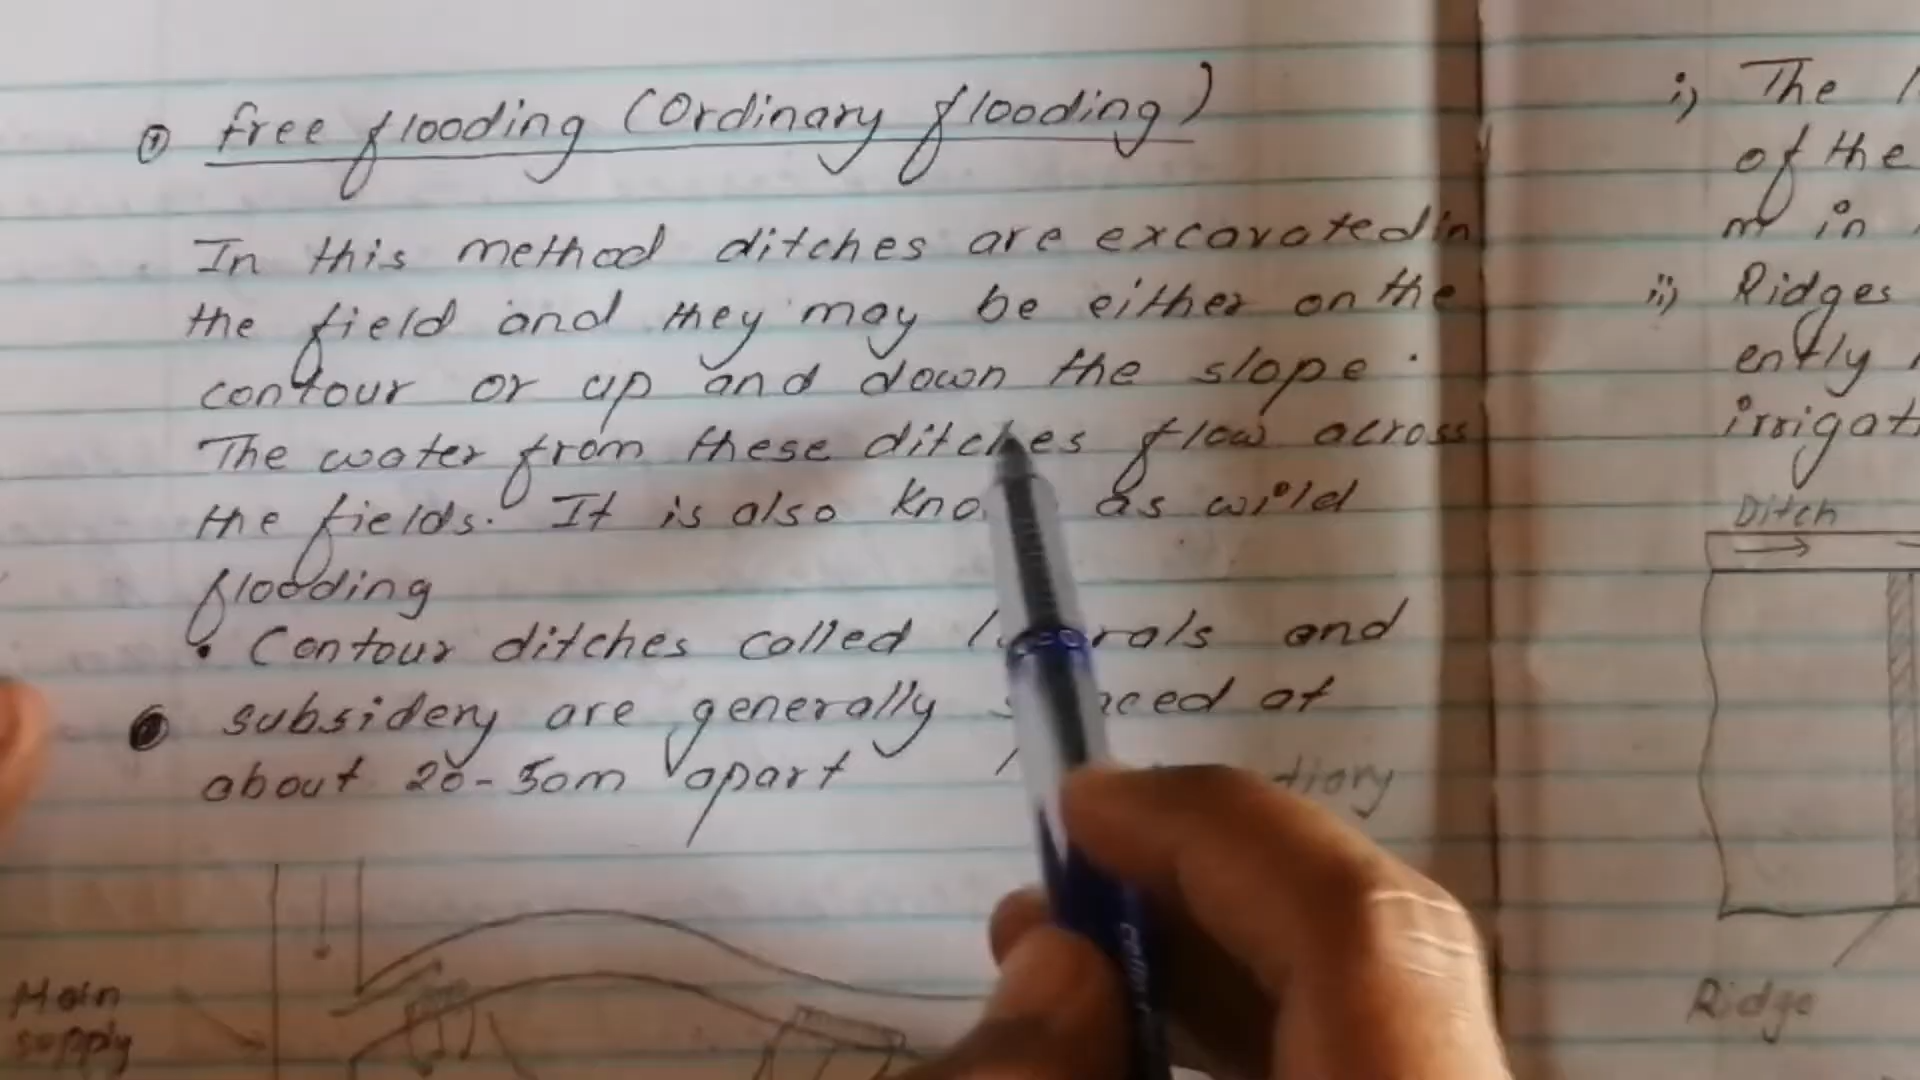 ① free flooding (Ordinary flooding)
In this method ditches are excavated in
the field and they may be either on the
contour or up and down the slope.
The water from these ditches flow across
the fields. It is also as wild
flooding
• Contour ditches called and
subsidery are generally at
about 20-50m apart
Main
supply
i) The
of the
m in
ii) Ridges
ently
Ditch
Ridge